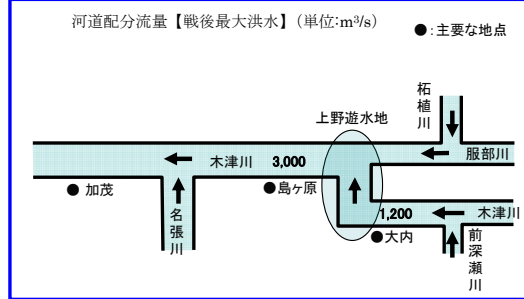 河道配分流量【戦後最大洪水】(単位:m³/s)
●:主要な地点
柘植川
上野遊水地
服部川
木津川
3,000
●加茂
●島ヶ原
名張川
1,200
木津川
●大内
前深瀬川